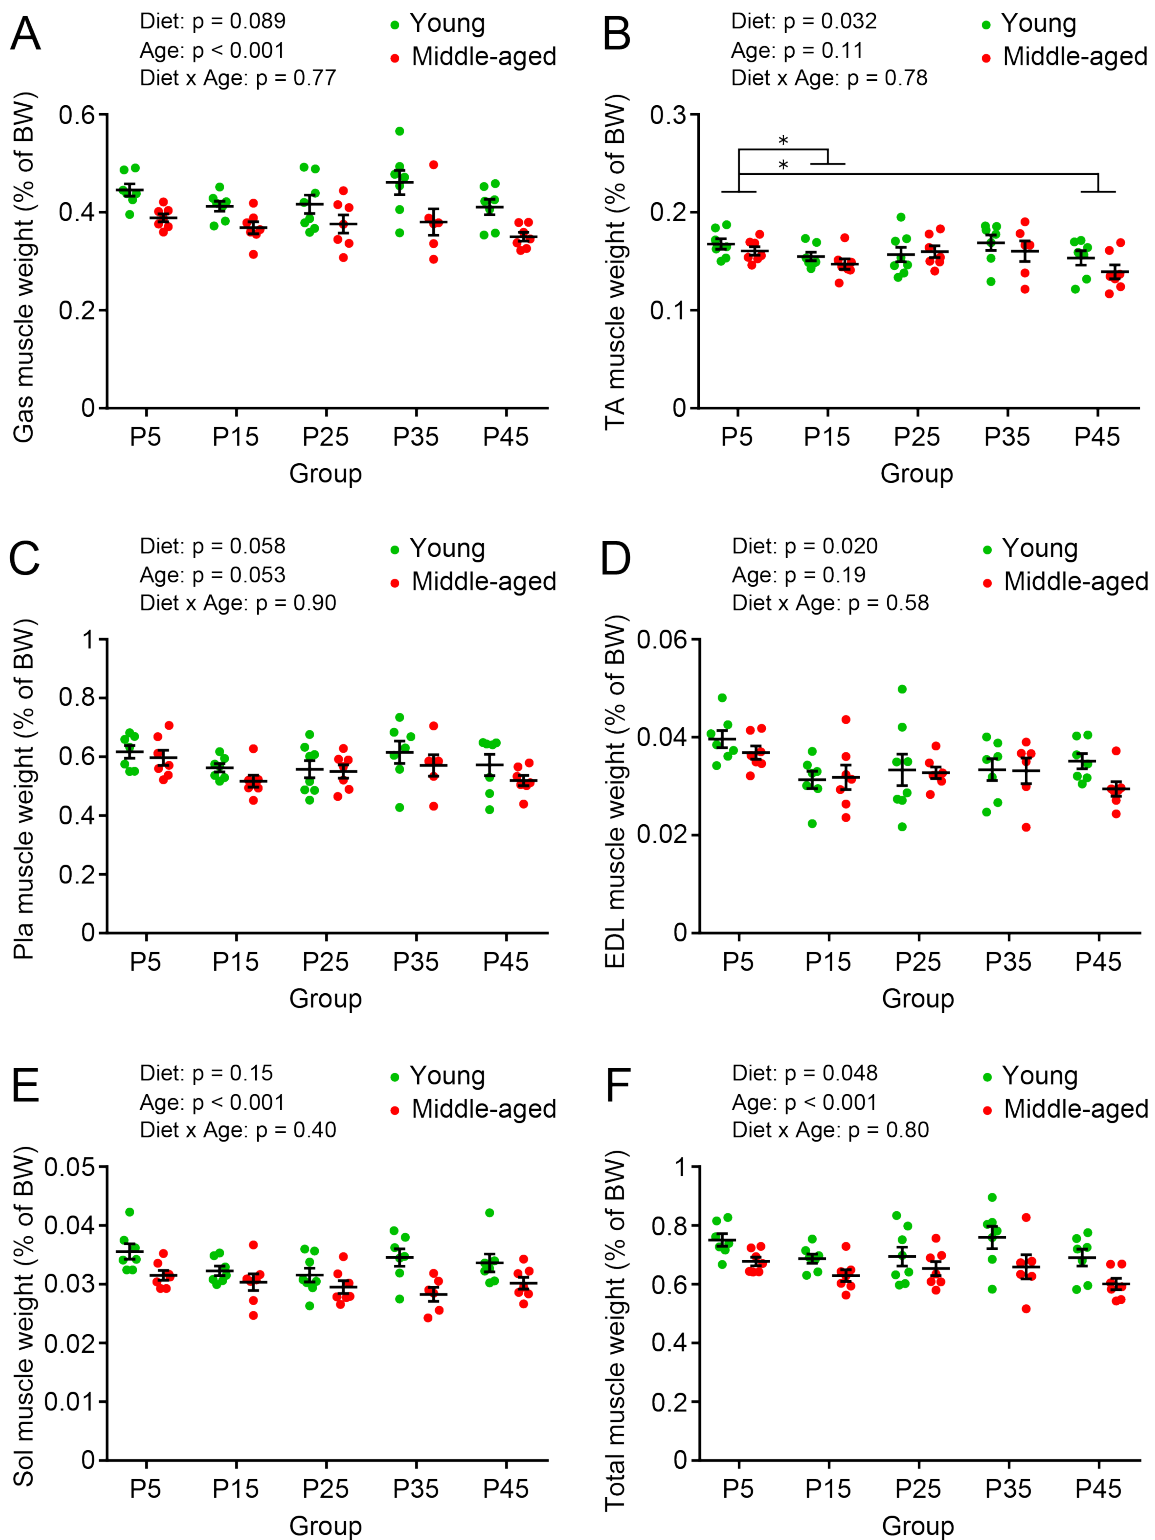 A
Diet: p = 0.089
Age: p < 0.001
Diet x Age: p = 0.77
Young
Middle-aged
Gas muscle weight (% of BW)
0.6
0.4
0.2
0
P5 P15 P25 P35 P45
Group
B
Diet: p = 0.032
Age: p = 0.11
Diet x Age: p = 0.78
Young
Middle-aged
TA muscle weight (% of BW)
0.3
0.2
0.1
0
*
*
P5 P15 P25 P35 P45
Group
C
Diet: p = 0.058
Age: p = 0.053
Diet x Age: p = 0.90
Young
Middle-aged
Pla muscle weight (% of BW)
1
0.8
0.6
0.4
0.2
0
P5 P15 P25 P35 P45
Group
D
Diet: p = 0.020
Age: p = 0.19
Diet x Age: p = 0.58
Young
Middle-aged
EDL muscle weight (% of BW)
0.06
0.04
0.02
0
P5 P15 P25 P35 P45
Group
E
Diet: p = 0.15
Age: p < 0.001
Diet x Age: p = 0.40
Young
Middle-aged
Sol muscle weight (% of BW)
0.05
0.04
0.03
0.02
0.01
0
P5 P15 P25 P35 P45
Group
F
Diet: p = 0.048
Age: p < 0.001
Diet x Age: p = 0.80
Young
Middle-aged
Total muscle weight (% of BW)
1
0.8
0.6
0.4
0.2
0
P5 P15 P25 P35 P45
Group